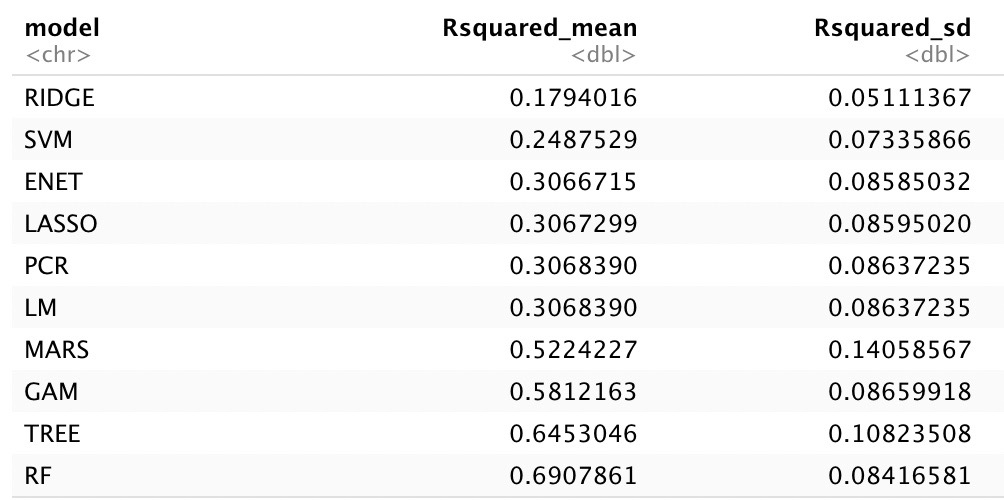 model Rsquared_mean Rsquared_sd
<chr> <dbl> <dbl>
RIDGE 0.1794016 0.05111367
SVM 0.2487529 0.07335866
ENET 0.3066715 0.08585032
LASSO 0.3067299 0.08595020
PCR 0.3068390 0.08637235
LM 0.3068390 0.08637235
MARS 0.5224227 0.14058567
GAM 0.5812163 0.08659918
TREE 0.6453046 0.10823508
RF 0.6907861 0.08416581